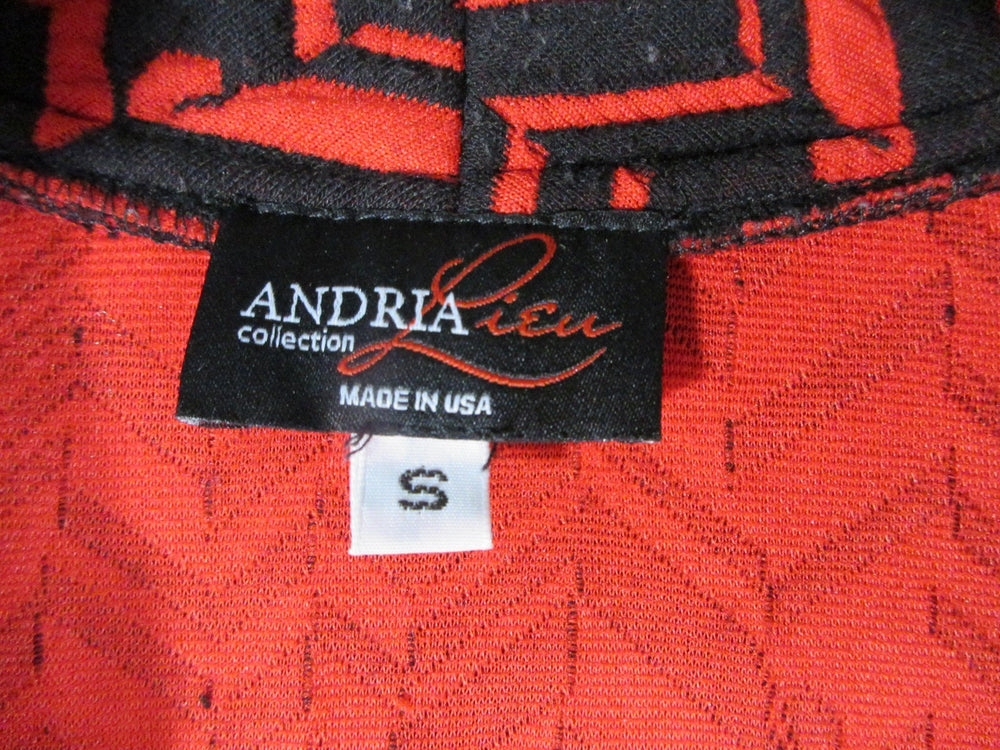 ANDRIA Lieu
collection
MADE IN USA
S